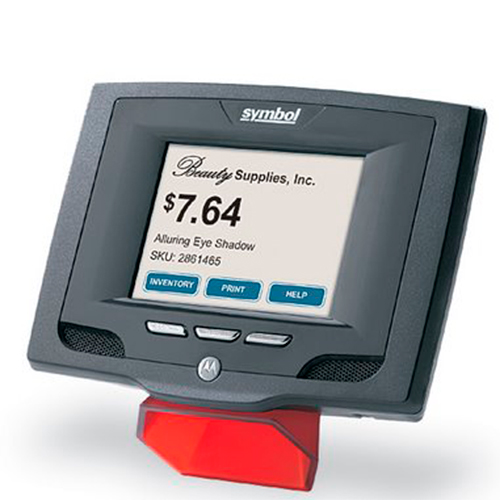 symbol
Beauty Supplies, Inc.
$7.64
Alluring Eye Shadow
SKU: 2861465
INVENTORY PRINT HELP